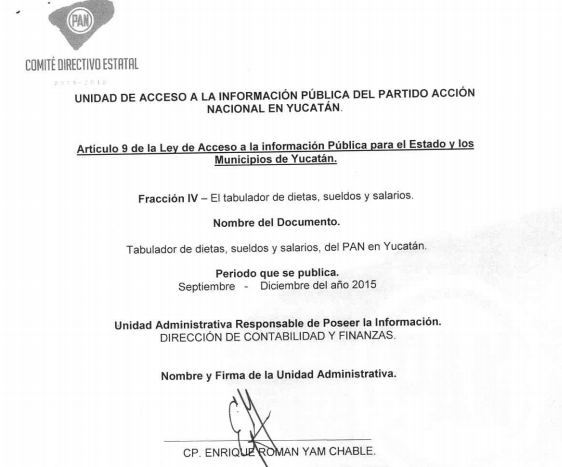 PAN
COMITÉ DIRECTIVO ESTATAL
UNIDAD DE ACCESO A LA INFORMACIÓN PÚBLICA DEL PARTIDO ACCIÓN
NACIONAL EN YUCATÁN.
Artículo 9 de la Ley de Acceso a la información Pública para el Estado y los
Municipios de Yucatán.
Fracción IV – El tabulador de dietas, sueldos y salarios.
Nombre del Documento.
Tabulador de dietas, sueldos y salarios, del PAN en Yucatán.
Periodo que se publica.
Septiembre - Diciembre del año 2015
Unidad Administrativa Responsable de Poseer la Información.
DIRECCIÓN DE CONTABILIDAD Y FINANZAS.
Nombre y Firma de la Unidad Administrativa.
CP. ENRIQUE ROMAN YAM CHABLE.